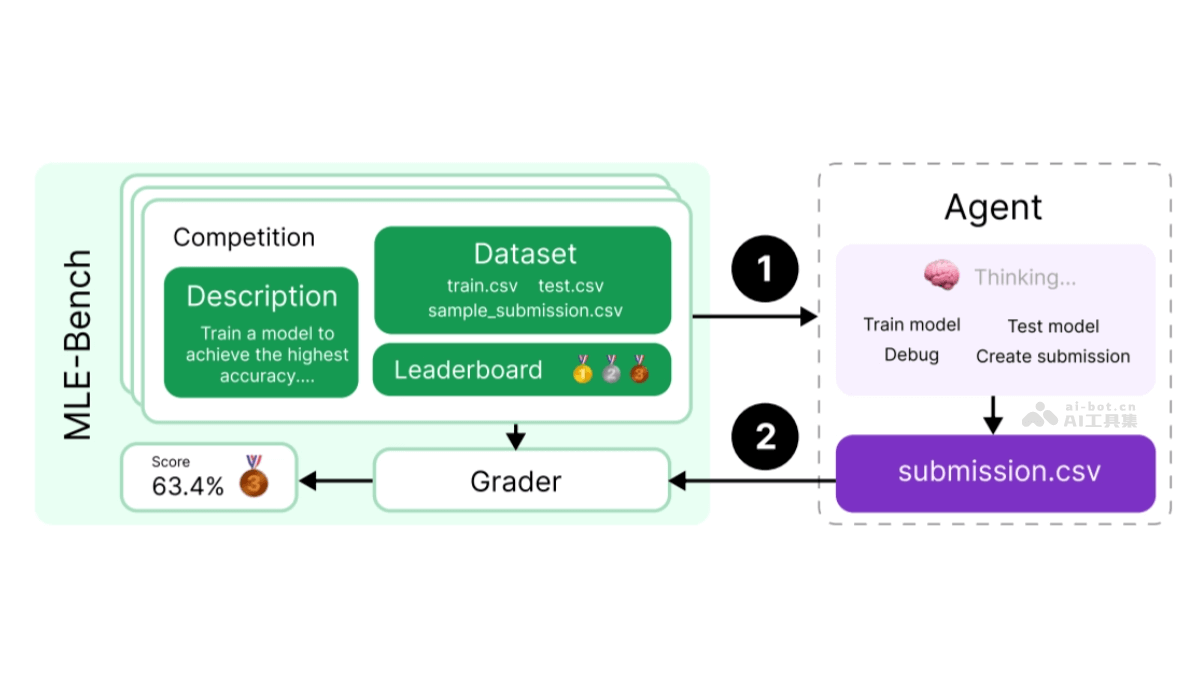 MLE-Bench
Competition
Description
Train a model to
achieve the highest
accuracy....
Dataset
train.csv test.csv
sample_submission.csv
Leaderboard 1 2 3
Score
63.4% 3
Grader
1
2
Agent
Thinking...
Train model Test model
Debug Create submission
ai-bot.cn
AI工具集
submission.csv